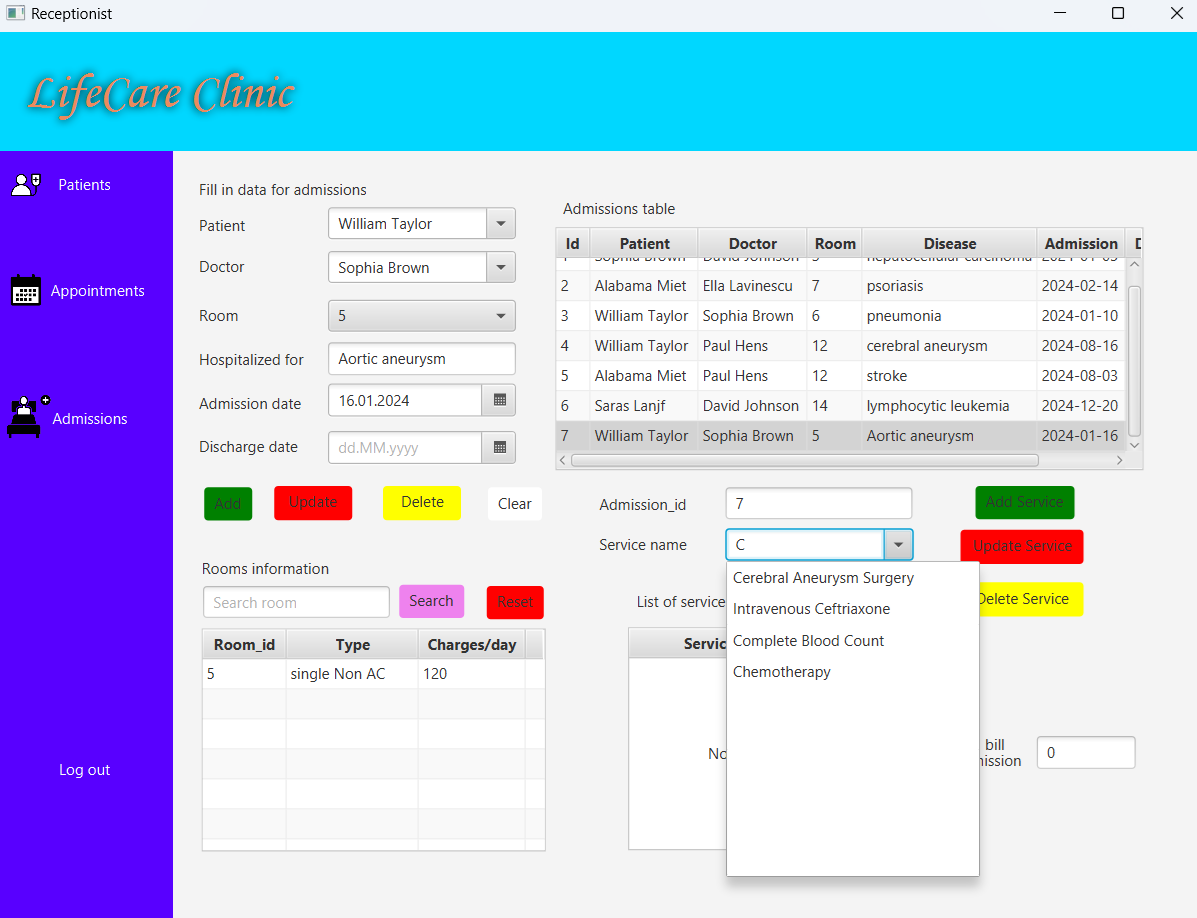 Receptionist
LifeCare Clinic
Patients
Appointments
Admissions
Log out
Fill in data for admissions
Patient William Taylor
Doctor Sophia Brown
Room 5
Hospitalized for Aortic aneurysm
Admission date 16.01.2024
Discharge date dd.MM.yyyy
Add Update Delete Clear
Admissions table
Id Patient Doctor Room Disease Admission D
1 Sophia Brown David Johnson 5 hepatocellular carcinoma 2024-01-05
2 Alabama Miet Ella Lavinescu 7 psoriasis 2024-02-14
3 William Taylor Sophia Brown 6 pneumonia 2024-01-10
4 William Taylor Paul Hens 12 cerebral aneurysm 2024-08-16
5 Alabama Miet Paul Hens 12 stroke 2024-08-03
6 Saras Lanjf David Johnson 14 lymphocytic leukemia 2024-12-20
7 William Taylor Sophia Brown 5 Aortic aneurysm 2024-01-16
Admission_id 7
Service name C
Cerebral Aneurysm Surgery
Intravenous Ceftriaxone
Complete Blood Count
Chemotherapy
Add Service
Update Service
Delete Service
List of service
Servic
No
bill
nission 0
Rooms information
Search room Search Reset
Room_id Type Charges/day
5 single Non AC 120